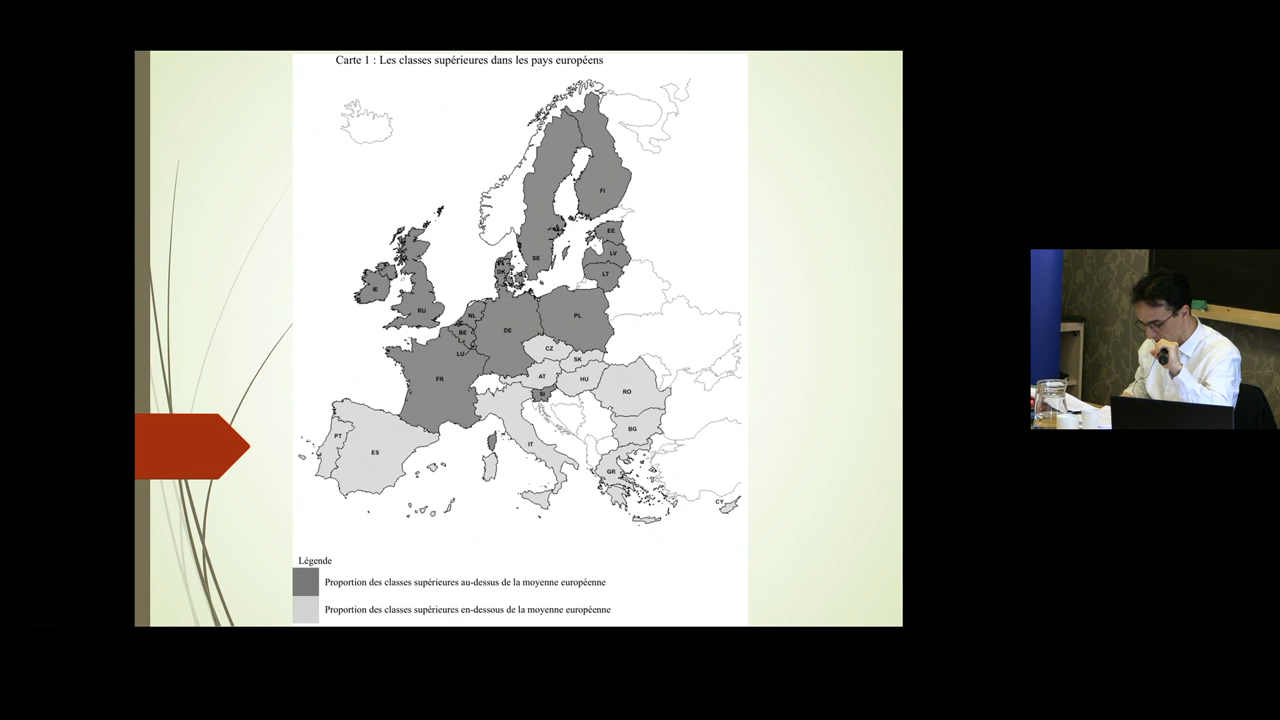 Carte 1 : Les classes supérieures dans les pays européens
FI
EE
LV
SE
DK
LT
IE
RU
NL
PL
BE
DE
CZ
LU
SK
AT
HU
FR
RO
SI
BG
PT
IT
ES
GR
CY
Légende
Proportion des classes supérieures au-dessus de la moyenne européenne
Proportion des classes supérieures en-dessous de la moyenne européenne